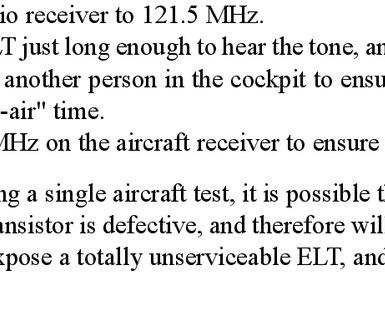 io receiver to 121.5 MHz.
LT just long enough to hear the tone, an
another person in the cockpit to ensu
-air" time.
MHz on the aircraft receiver to ensure
ng a single aircraft test, it is possible t
ansistor is defective, and therefore wil
xpose a totally unserviceable ELT, and